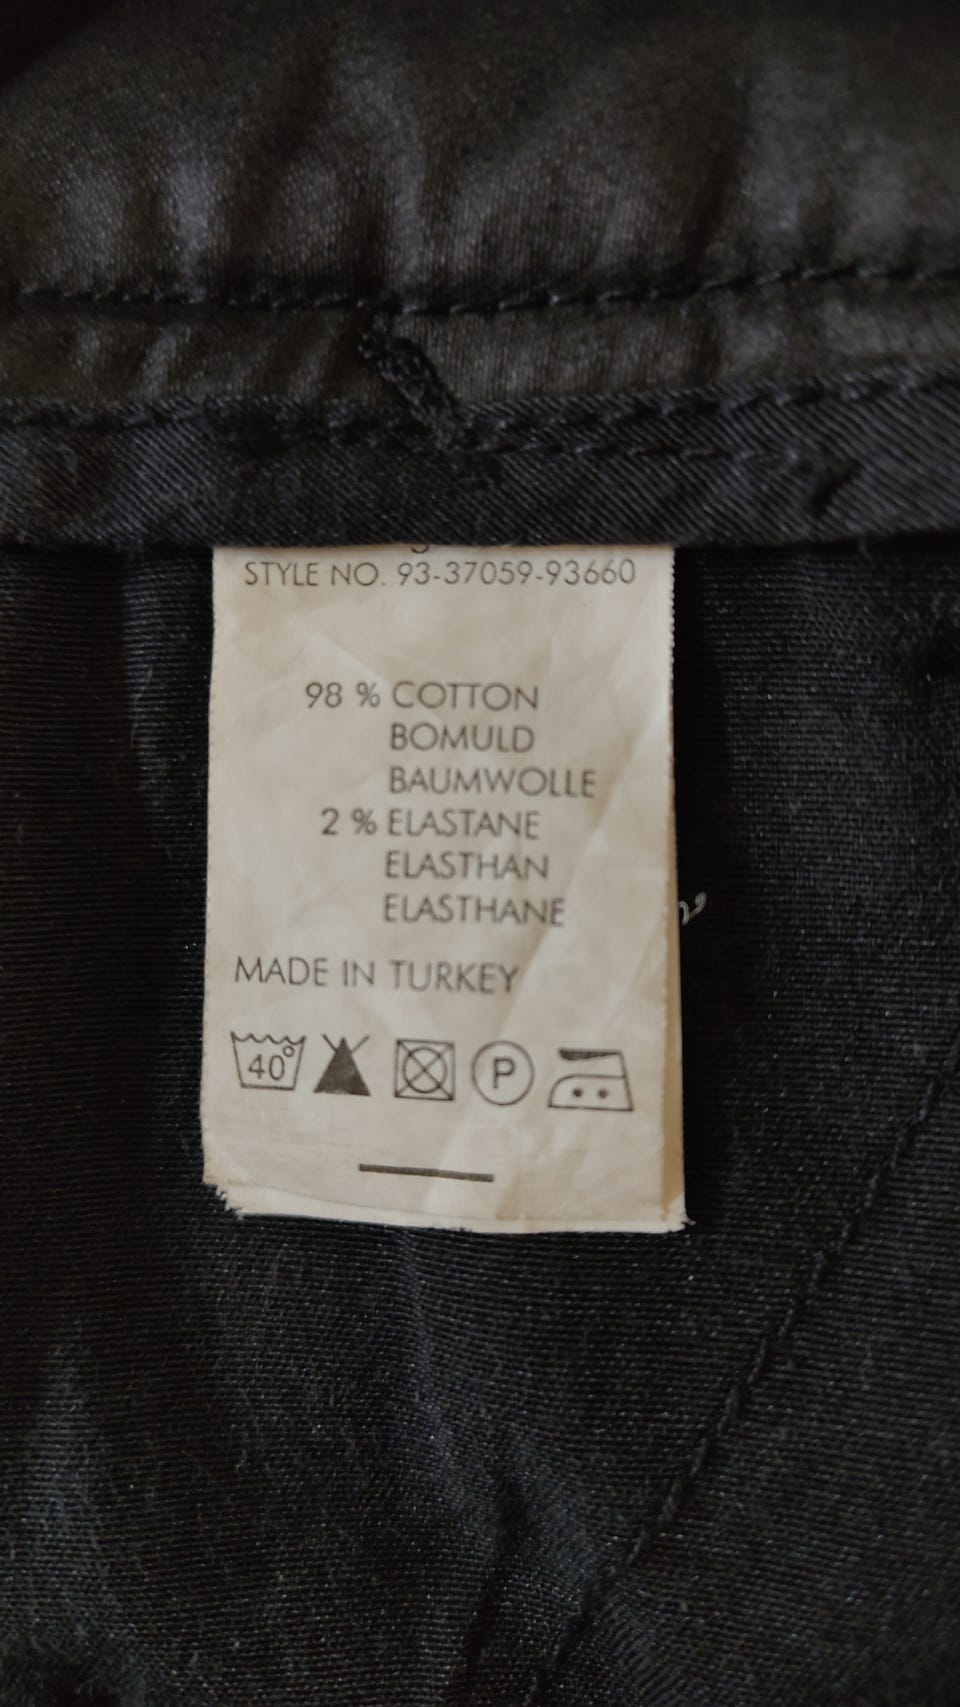 STYLE NO. 93-37059-93660
98 % COTTON
BOMULD
BAUMWOLLE
2 % ELASTANE
ELASTHAN
ELASTHANE
MADE IN TURKEY
40° P